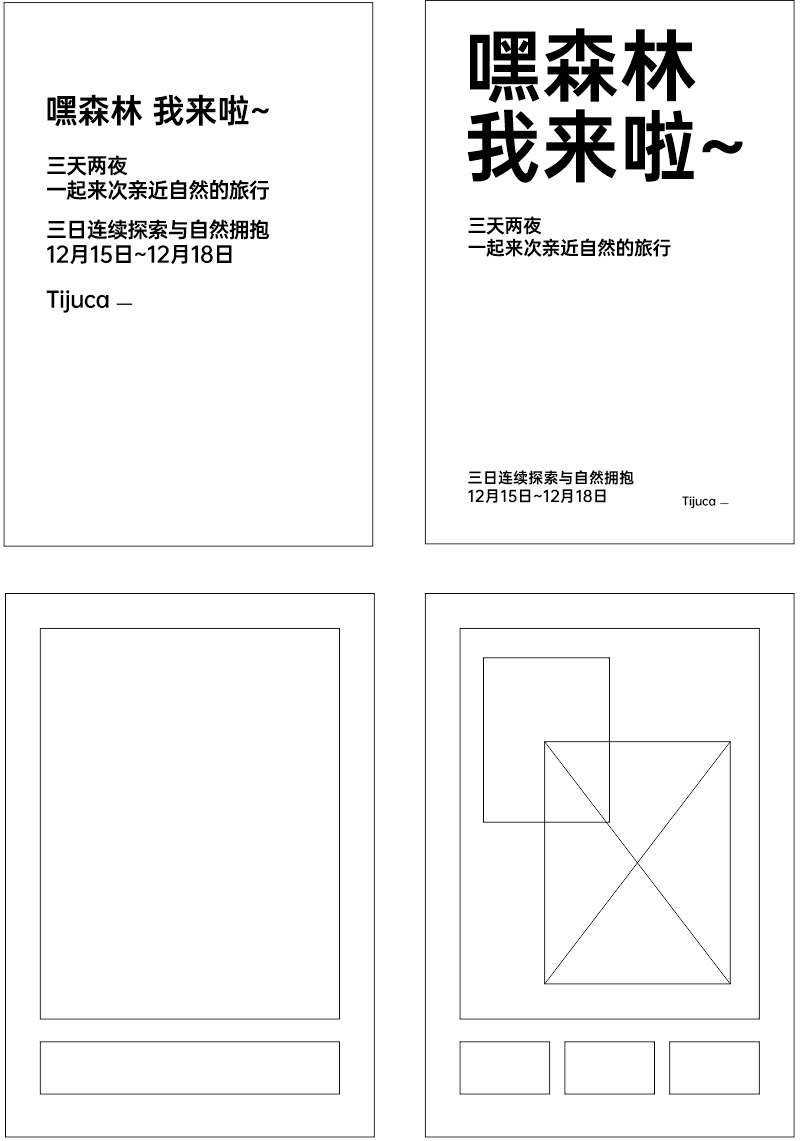 嘿森林 我来啦~
三天两夜
一起来次亲近自然的旅行
三日连续探索与自然拥抱
12月15日~12月18日
Tijuca —
嘿森林
我来啦~
三天两夜
一起来次亲近自然的旅行
三日连续探索与自然拥抱
12月15日~12月18日
Tijuca —